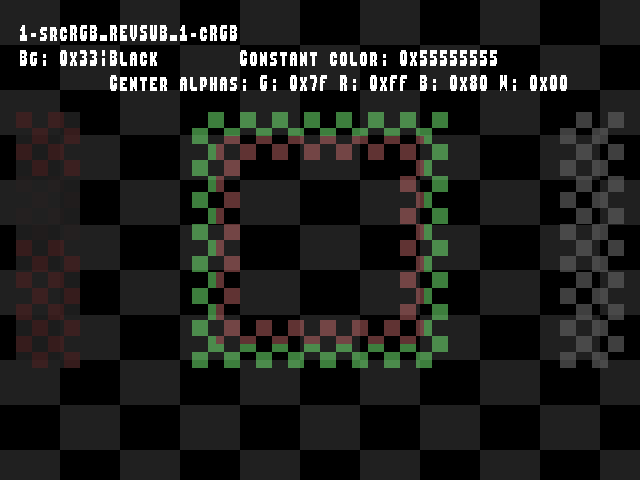 1-srcRGB_REVSUB_1-cRGB
Bg: 0x33¦Black Constant color: 0x55555555
Center alphas: G: 0x7f R: 0xff B: 0x80 W: 0x00